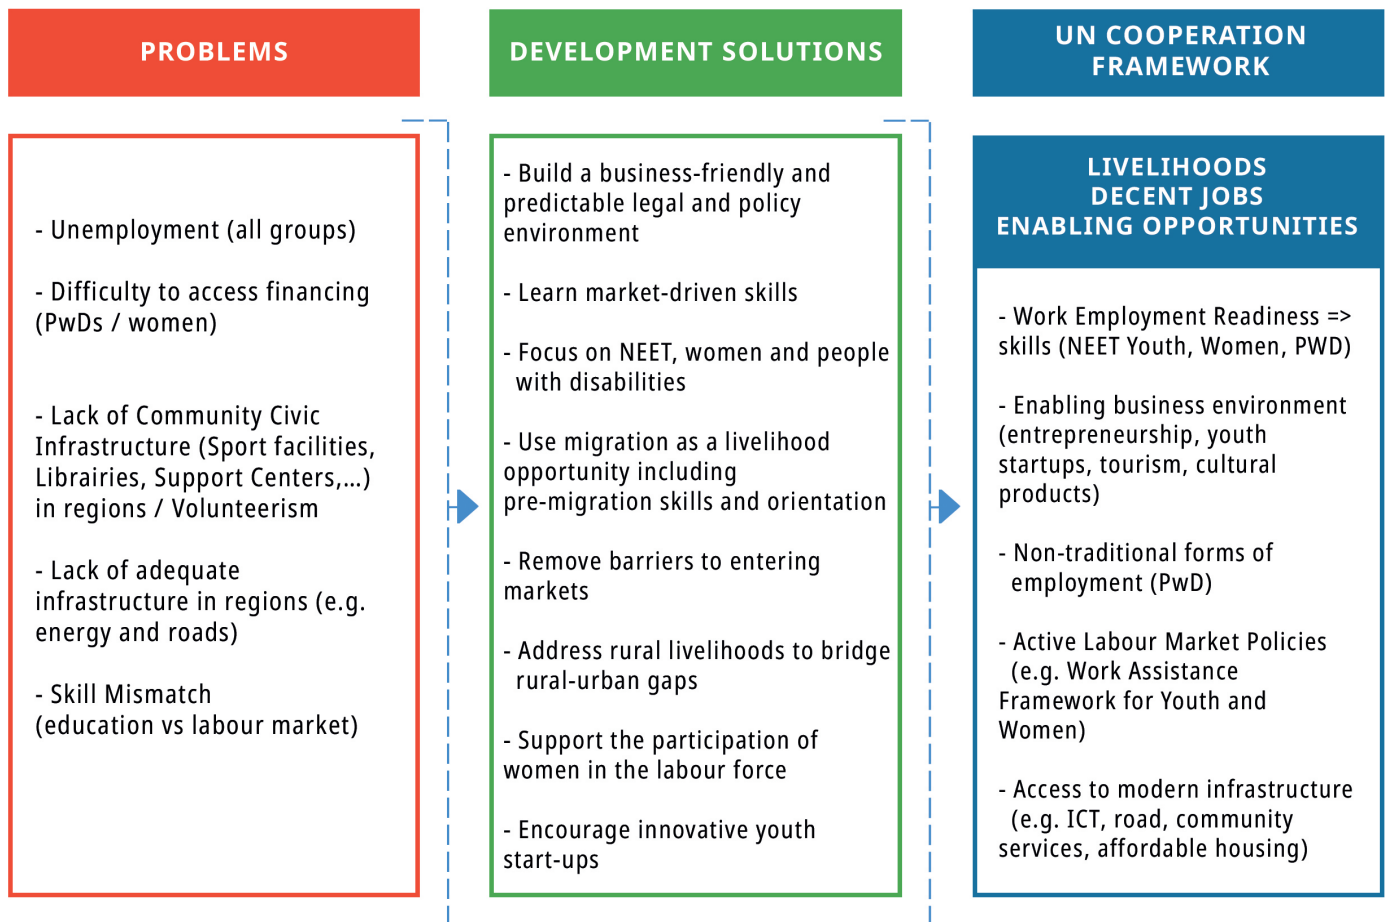 PROBLEMS
- Unemployment (all groups)
- Difficulty to access financing
(PwDs / women)
- Lack of Community Civic
Infrastructure (Sport facilities,
Librairies, Support Centers,...)
in regions / Volunteerism
- Lack of adequate
infrastructure in regions (e.g.
energy and roads)
- Skill Mismatch
(education vs labour market)
DEVELOPMENT SOLUTIONS
- Build a business-friendly and
predictable legal and policy
environment
- Learn market-driven skills
- Focus on NEET, women and people
with disabilities
- Use migration as a livelihood
opportunity including
pre-migration skills and orientation
- Remove barriers to entering
markets
- Address rural livelihoods to bridge
rural-urban gaps
- Support the participation of
women in the labour force
- Encourage innovative youth
start-ups
UN COOPERATION
FRAMEWORK
LIVELIHOODS
DECENT JOBS
ENABLING OPPORTUNITIES
- Work Employment Readiness =>
skills (NEET Youth, Women, PWD)
- Enabling business environment
(entrepreneurship, youth
startups, tourism, cultural
products)
- Non-traditional forms of
employment (PwD)
- Active Labour Market Policies
(e.g. Work Assistance
Framework for Youth and
Women)
- Access to modern infrastructure
(e.g. ICT, road, community
services, affordable housing)